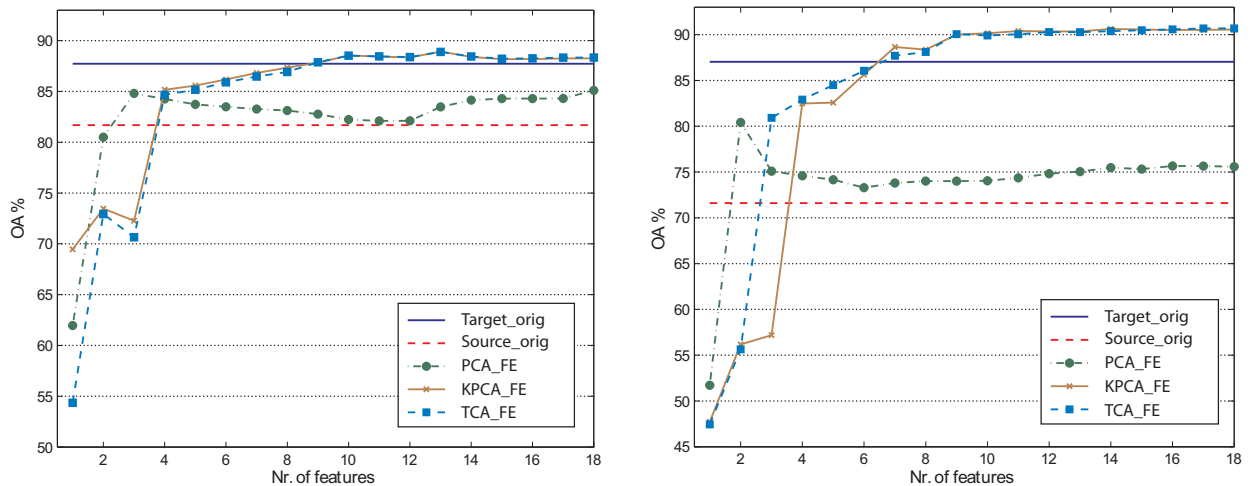 90
85
80
75
70
65
60
55
50
OA %
2 4 6 8 10 12 14 16 18
Nr. of features
Target_orig
Source_orig
PCA_FE
KPCA_FE
TCA_FE
90
85
80
75
70
65
60
55
50
45
OA %
2 4 6 8 10 12 14 16 18
Nr. of features
Target_orig
Source_orig
PCA_FE
KPCA_FE
TCA_FE